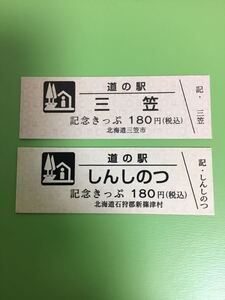 道の駅
三笠
記念きっぷ 180円(税込)
北海道三笠市
記・三笠
道の駅
しんしのつ
記念きっぷ 180円(税込)
北海道石狩郡新篠津村
記・しんしのつ